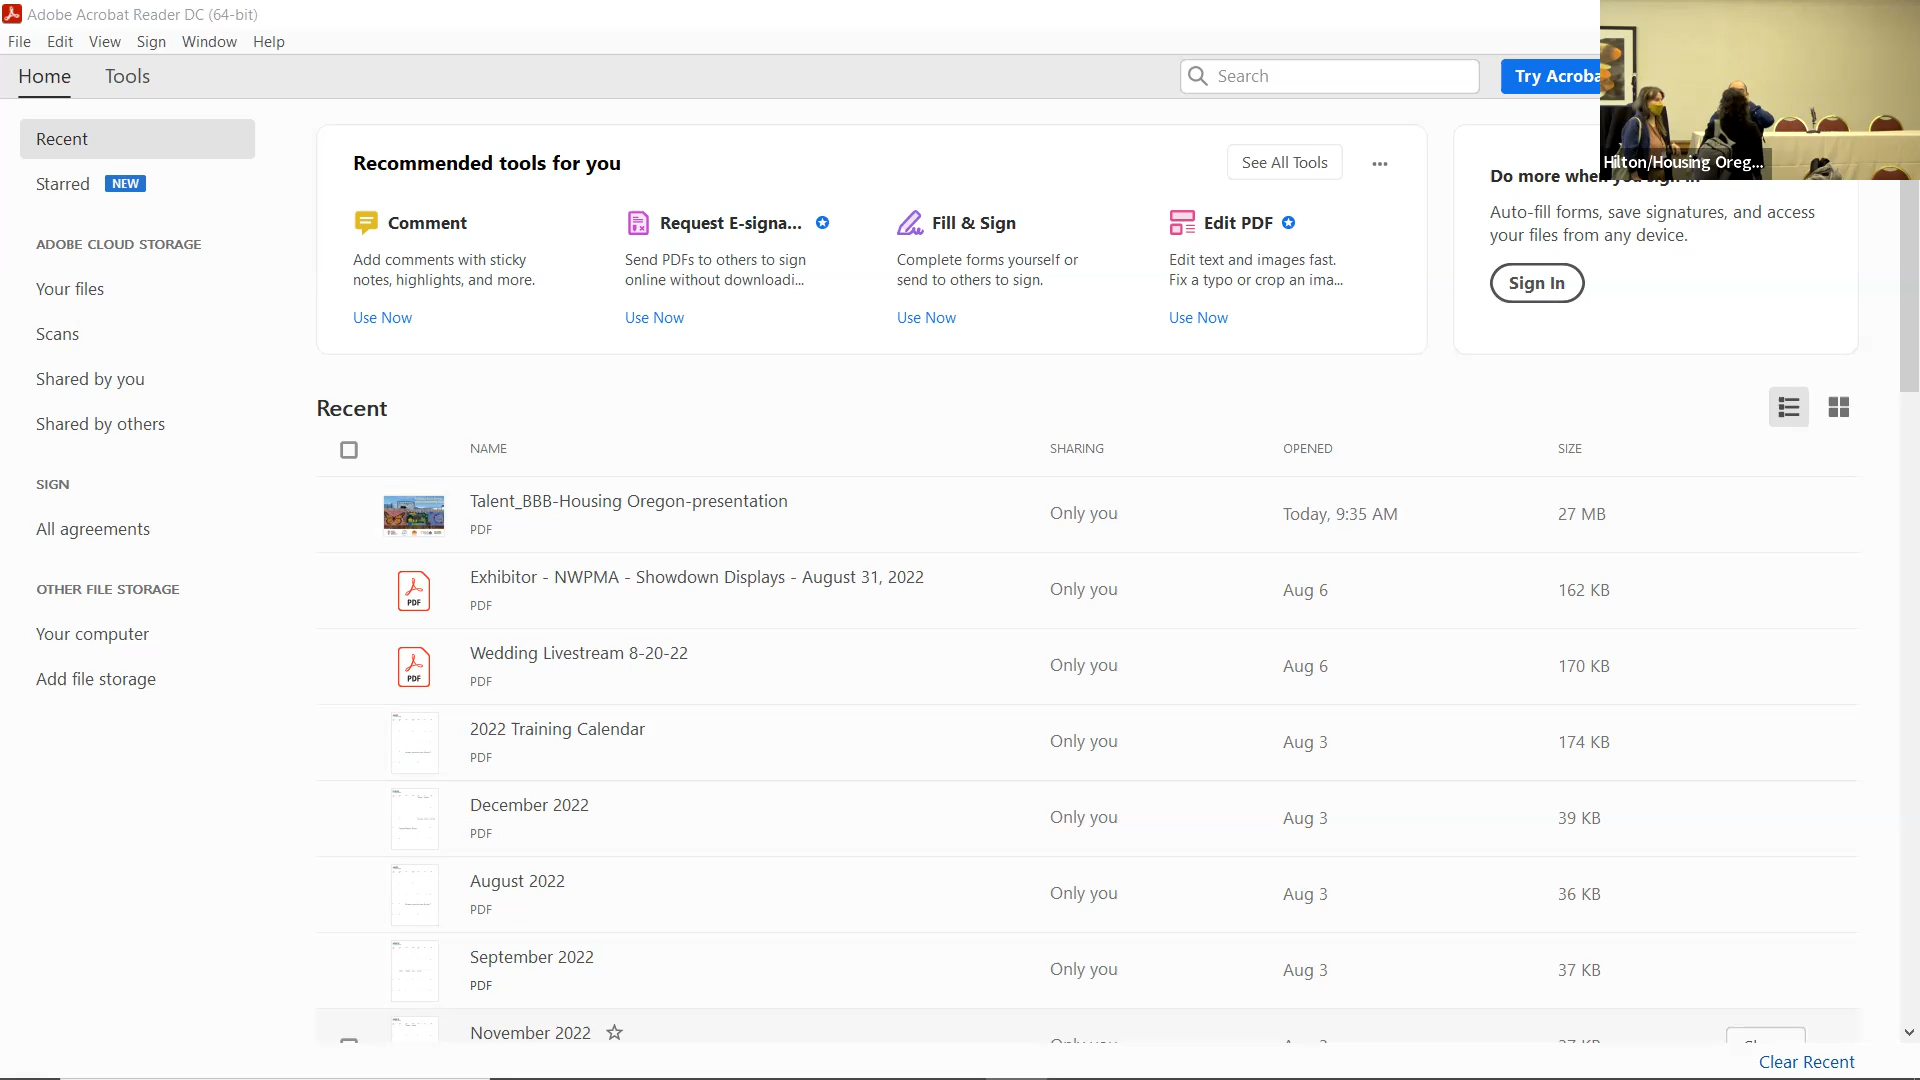 Adobe Acrobat Reader DC (64-bit)
File Edit View Sign Window Help
Home Tools
Search
Try Acroba
Hilton/Housing Oreg...
Recent
Starred NEW
ADOBE CLOUD STORAGE
Your files
Scans
Shared by you
Shared by others
SIGN
All agreements
OTHER FILE STORAGE
Your computer
Add file storage
Recommended tools for you
See All Tools
Comment
Add comments with sticky
notes, highlights, and more.
Use Now
Request E-signa...
Send PDFs to others to sign
online without downloadi...
Use Now
Fill & Sign
Complete forms yourself or
send to others to sign.
Use Now
Edit PDF
Edit text and images fast.
Fix a typo or crop an ima...
Use Now
Do more when you sign in
Auto-fill forms, save signatures, and access
your files from any device.
Sign In
Recent
NAME SHARING OPENED SIZE
Talent_BBB-Housing Oregon-presentation
PDF
Only you Today, 9:35 AM 27 MB
Exhibitor - NWPMA - Showdown Displays - August 31, 2022
PDF
Only you Aug 6 162 KB
Wedding Livestream 8-20-22
PDF
Only you Aug 6 170 KB
2022 Training Calendar
PDF
Only you Aug 3 174 KB
December 2022
PDF
Only you Aug 3 39 KB
August 2022
PDF
Only you Aug 3 36 KB
September 2022
PDF
Only you Aug 3 37 KB
November 2022
Clear Recent